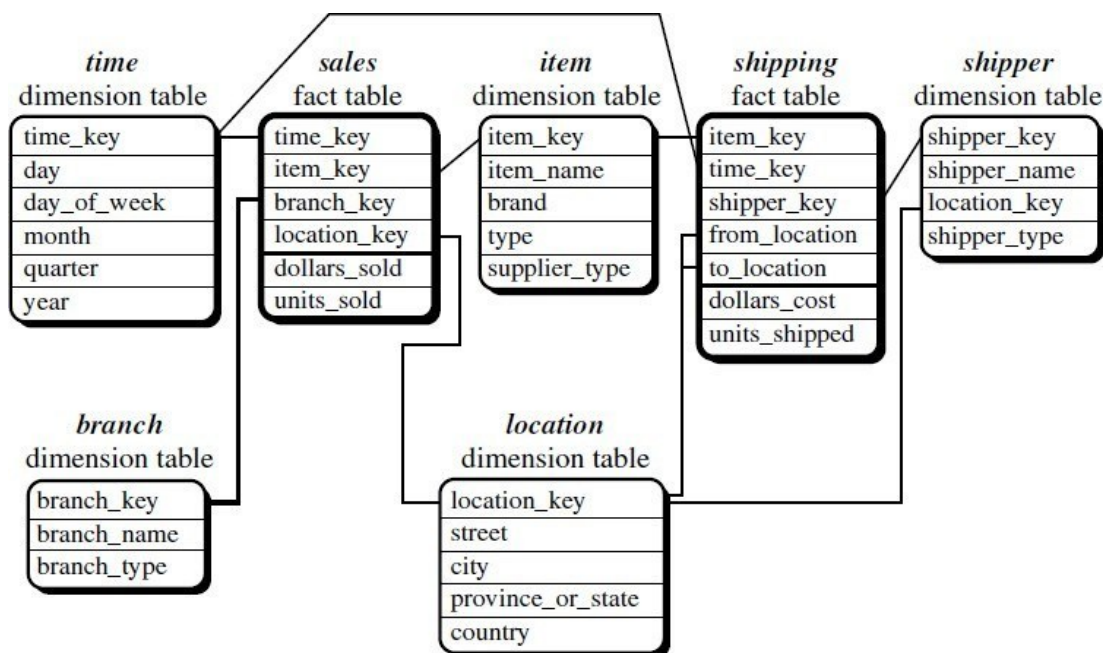 time
dimension table
time_key
day
day_of_week
month
quarter
year
sales
fact table
time_key
item_key
branch_key
location_key
dollars_sold
units_sold
item
dimension table
item_key
item_name
brand
type
supplier_type
shipping
fact table
item_key
time_key
shipper_key
from_location
to_location
dollars_cost
units_shipped
shipper
dimension table
shipper_key
shipper_name
location_key
shipper_type
branch
dimension table
branch_key
branch_name
branch_type
location
dimension table
location_key
street
city
province_or_state
country